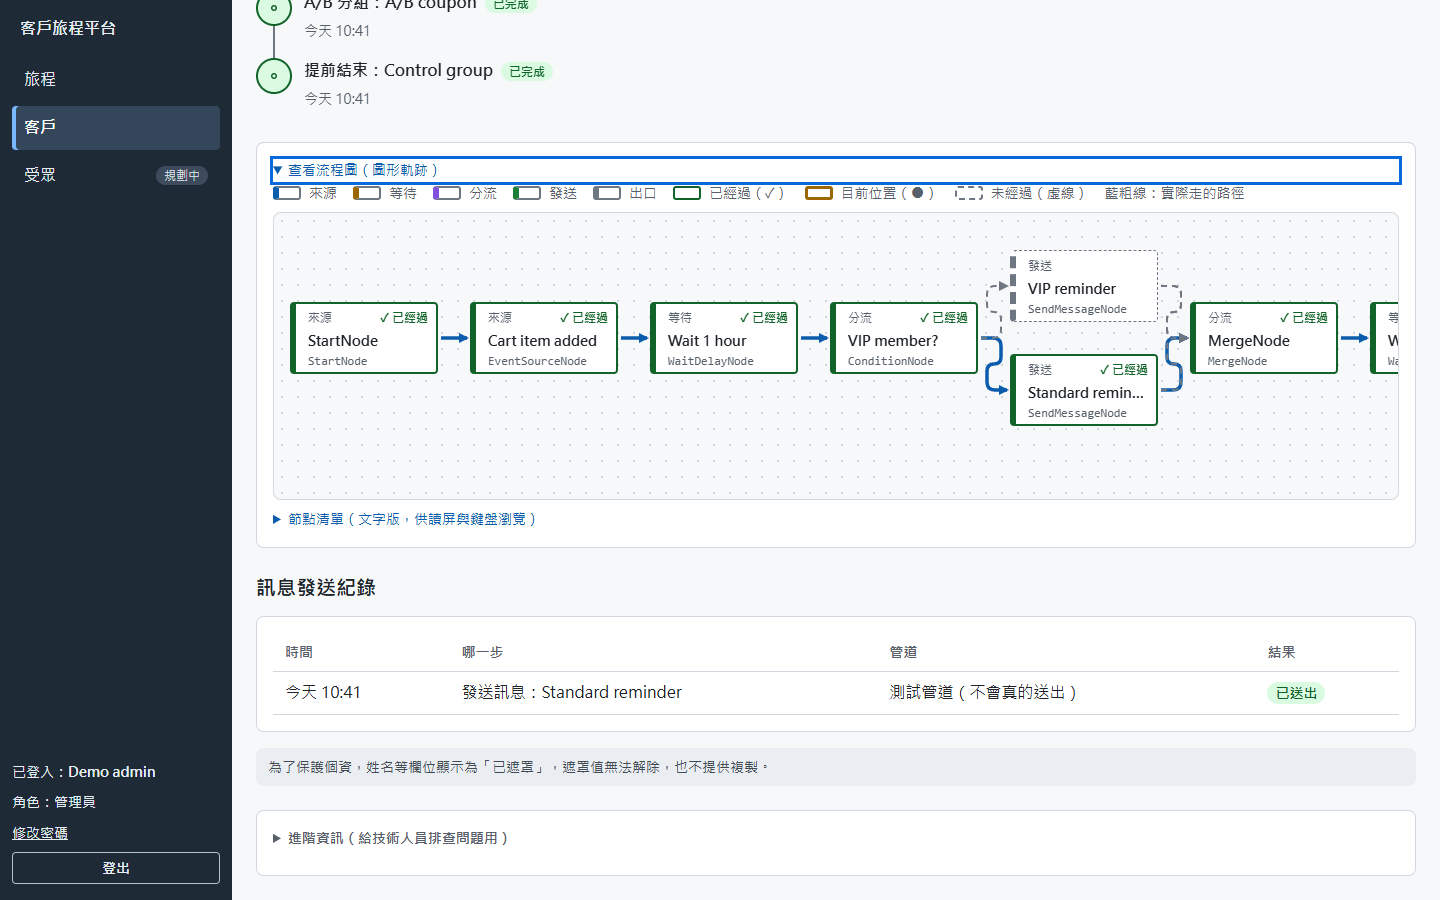 客戶旅程平台
旅程
客戶
受眾 規劃中
已登入：Demo admin
角色：管理員
修改密碼
登出
A/B 分組：A/B coupon 已完成
今天 10:41
提前結束：Control group 已完成
今天 10:41
▼ 查看流程圖（圖形軌跡）
來源 等待 分流 發送 出口 已經過（✓） 目前位置（●） 未經過（虛線） 藍粗線：實際走的路徑
來源 ✓已經過
StartNode
StartNode
來源 ✓已經過
Cart item added
EventSourceNode
等待 ✓已經過
Wait 1 hour
WaitDelayNode
分流 ✓已經過
VIP member?
ConditionNode
發送
VIP reminder
SendMessageNode
發送 ✓已經過
Standard remin...
SendMessageNode
分流 ✓已經過
MergeNode
MergeNode
▶ 節點清單（文字版，供讀屏與鍵盤瀏覽）
訊息發送紀錄
時間 哪一步 管道 結果
今天 10:41 發送訊息：Standard reminder 測試管道（不會真的送出） 已送出
為了保護個資，姓名等欄位顯示為「已遮罩」，遮罩值無法解除，也不提供複製。
▶ 進階資訊（給技術人員排查問題用）